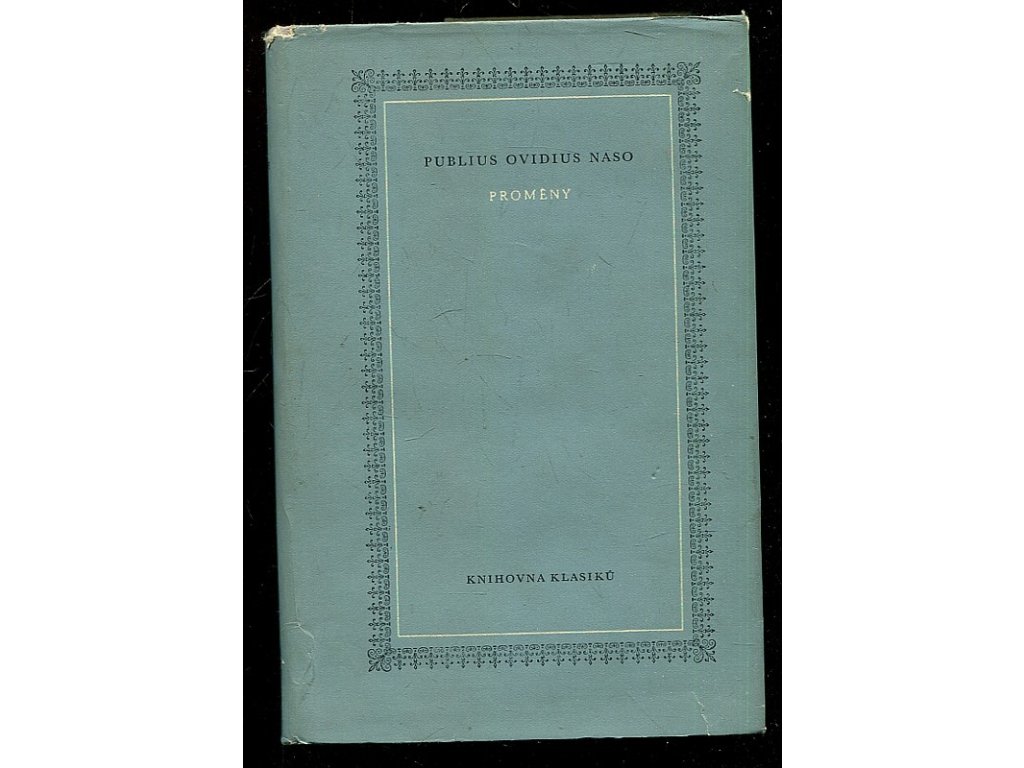 PUBLIUS OVIDIUS NASO
PROMĚNY
KNIHOVNA KLASIKŮ